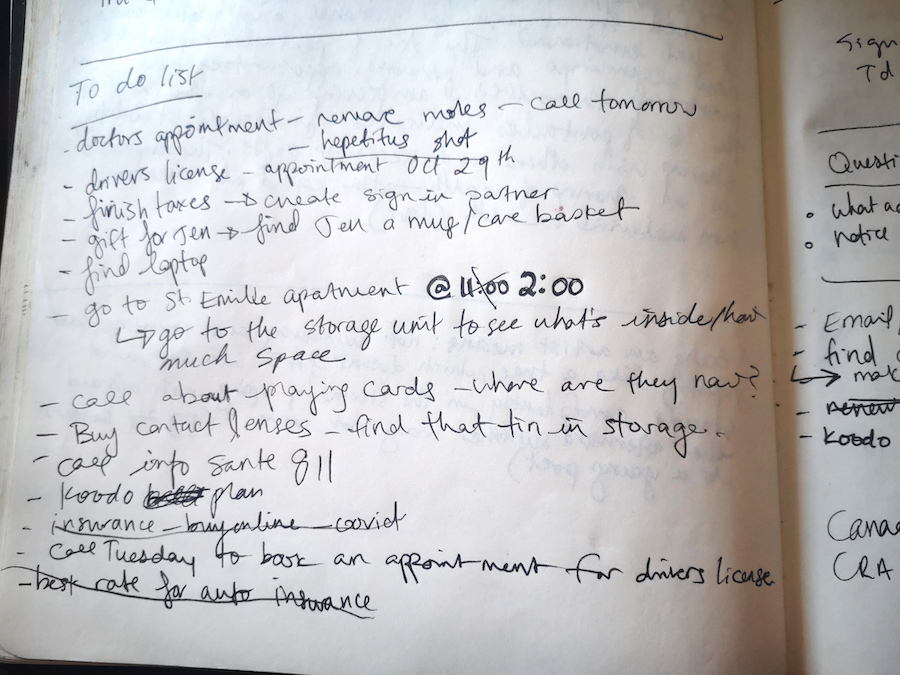 To do list
- doctors appointment - remove moles - call tomorrow
- hepetitus shot
- drivers license - appointment Oct 29th
- finish taxes → create sign in partner
- gift for Jen → find Jen a mug/care basket
- find laptop
- go to St. Emille apatment @ 11:00 2:00
↳ go to the storage unit to see what's inside/how
much space
- call about playing cards - where are they now?
- Buy contact lenses - find that tin in storage.
- call info Sante 811
- Koodo plan
- insurance - buy online - covid
- call Tuesday to book an appointment for drivers license
- best rate for auto insurance
Sign
Td
Questi
• what
• notice
- Email/
- find
→ mak
- renew
- Koodo
Cana
CRA